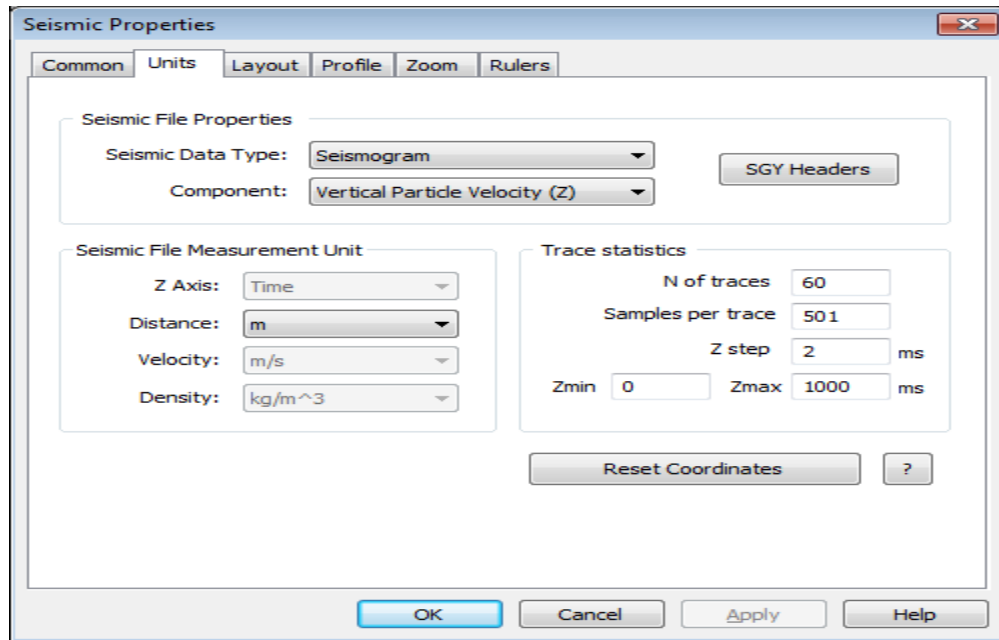 Seismic Properties
Common Units Layout Profile Zoom Rulers
Seismic File Properties
Seismic Data Type: Seismogram
SGY Headers
Component: Vertical Particle Velocity (Z)
Seismic File Measurement Unit
Z Axis: Time
Distance: m
Velocity: m/s
Density: kg/m^3
Trace statistics
N of traces 60
Samples per trace 501
Z step 2 ms
Zmin 0 Zmax 1000 ms
Reset Coordinates ?
OK Cancel Apply Help